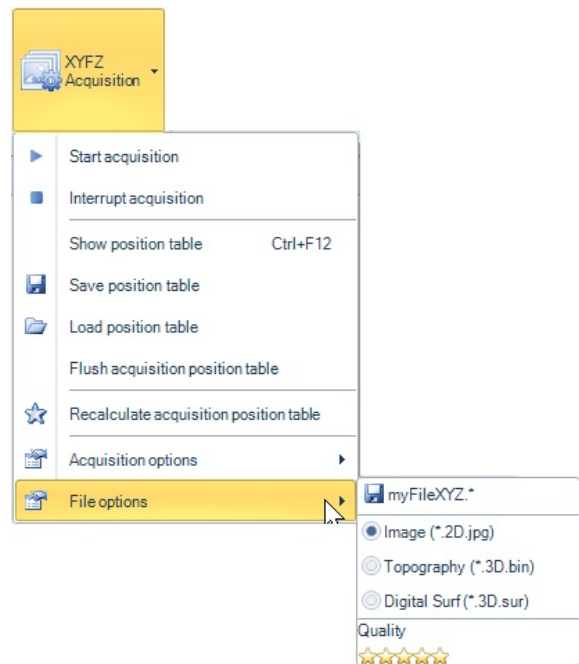 XYFZ
Acquisition
Start acquisition
Interrupt acquisition
Show position table Ctrl+F12
Save position table
Load position table
Flush acquisition position table
Recalculate acquisition position table
Acquisition options
File options
myFileXYZ.*
Image (*.2D.jpg)
Topography (*.3D.bin)
Digital Surf (*.3D.sur)
Quality